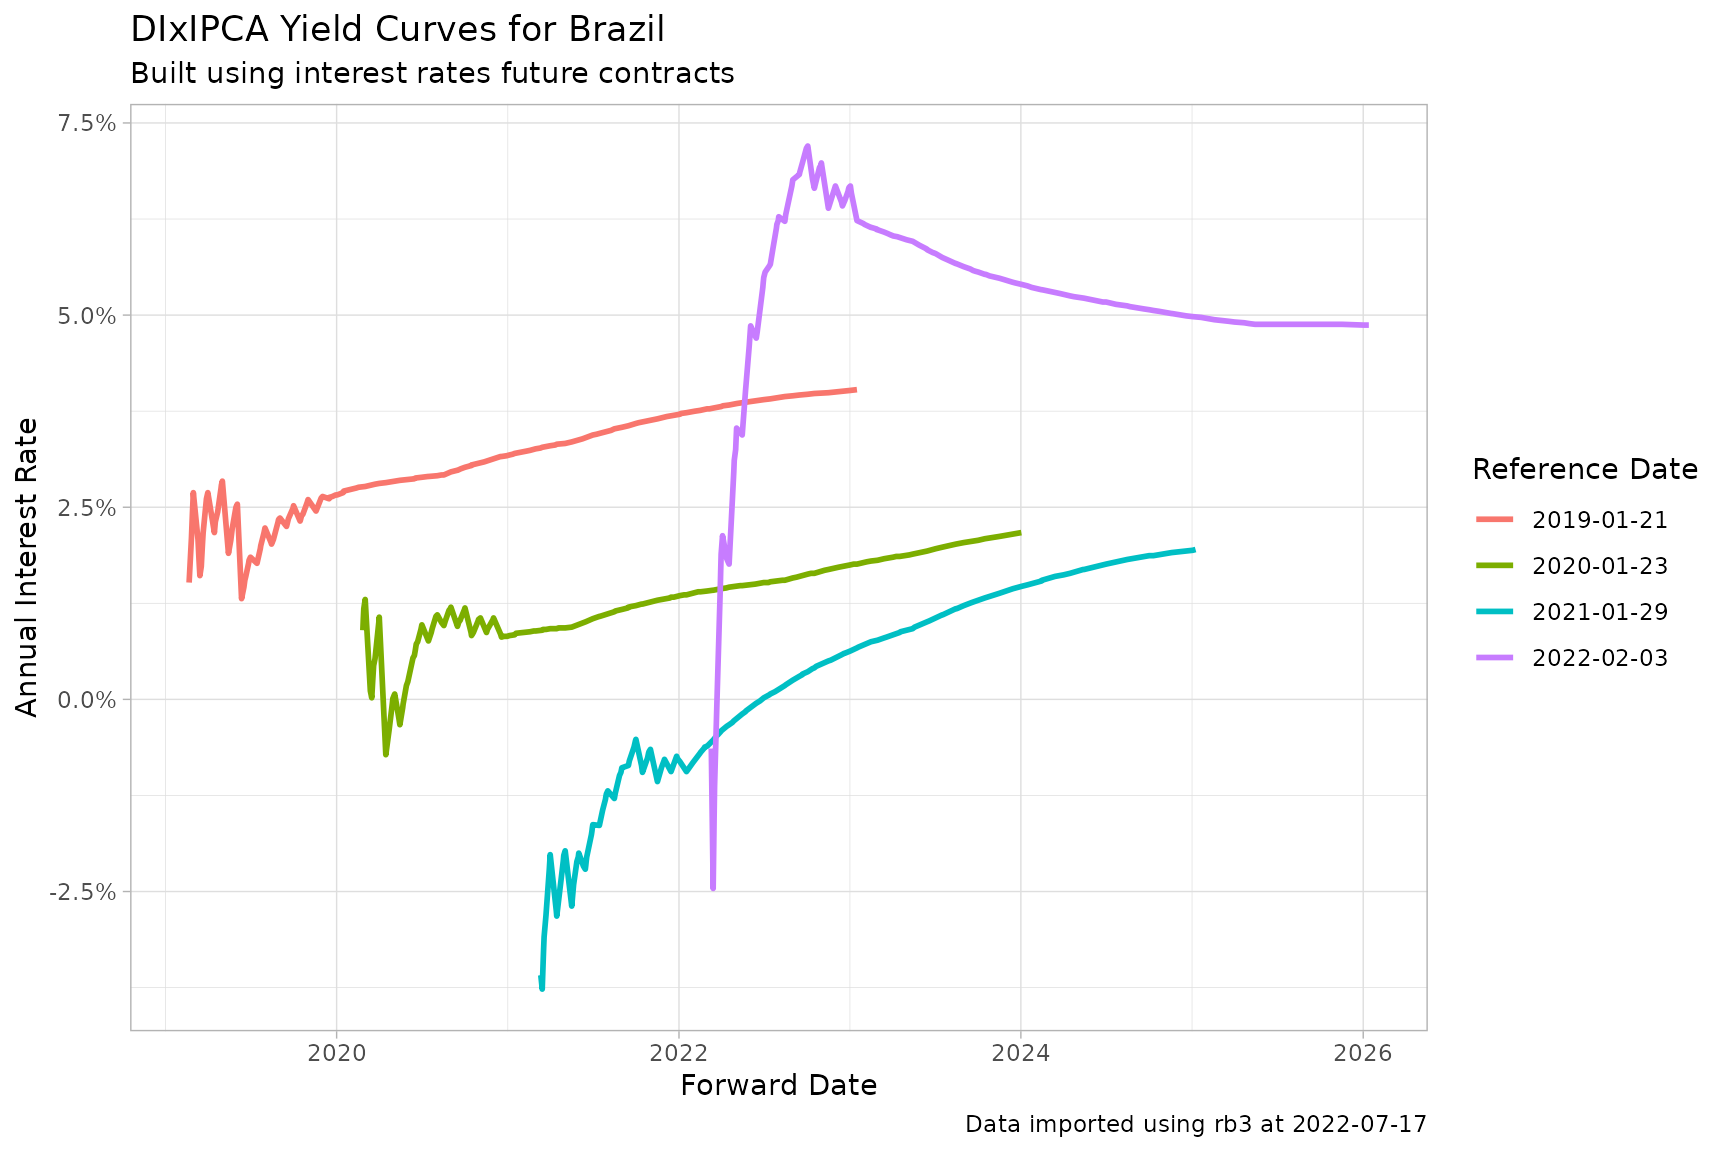 DIxIPCA Yield Curves for Brazil
Built using interest rates future contracts
7.5%
5.0%
2.5%
0.0%
-2.5%
Annual Interest Rate
2020
2022
2024
2026
Forward Date
Reference Date
2019-01-21
2020-01-23
2021-01-29
2022-02-03
Data imported using rb3 at 2022-07-17